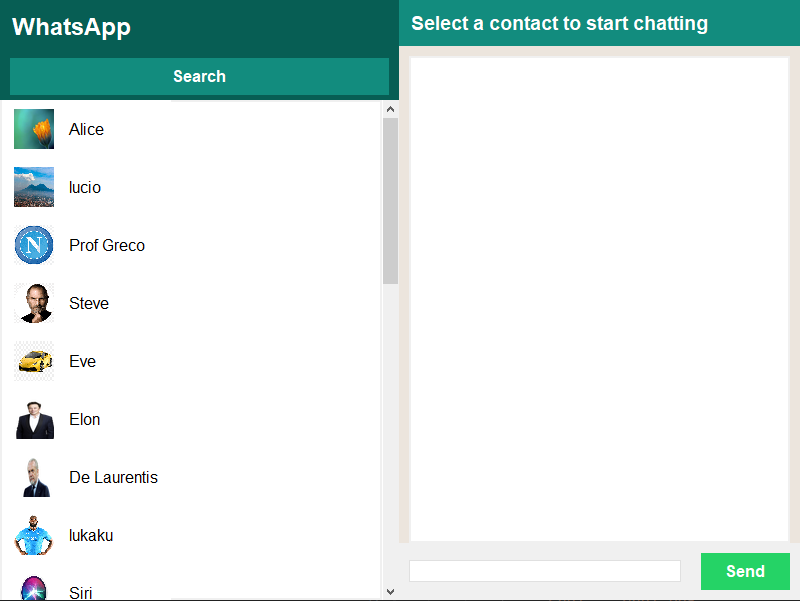 WhatsApp
Search
Alice
lucio
N
Prof Greco
Steve
Eve
Elon
De Laurentis
lukaku
Siri
Select a contact to start chatting
Send